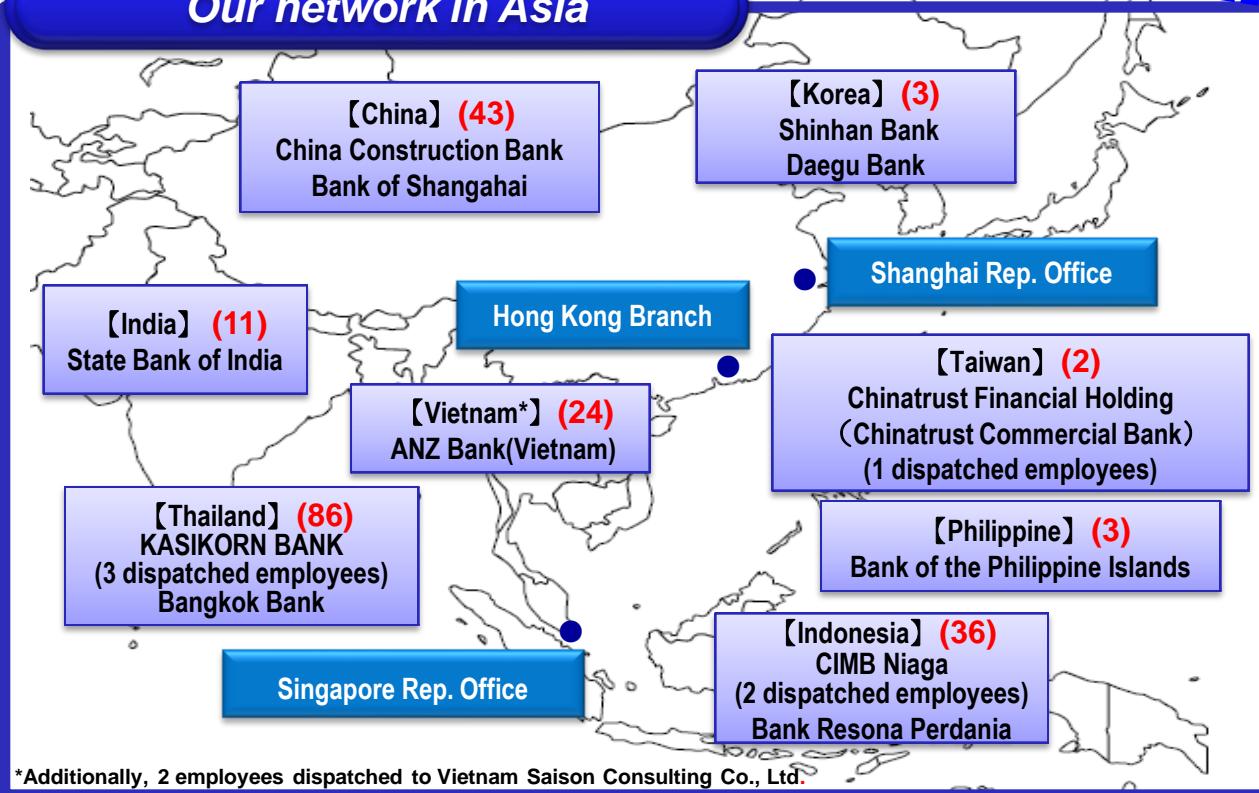 Our network in Asia
【China】 (43)
China Construction Bank
Bank of Shangahai
【Korea】 (3)
Shinhan Bank
Daegu Bank
Shanghai Rep. Office
Hong Kong Branch
【India】 (11)
State Bank of India
【Taiwan】 (2)
Chinatrust Financial Holding
（Chinatrust Commercial Bank）
(1 dispatched employees)
【Vietnam*】 (24)
ANZ Bank(Vietnam)
【Thailand】 (86)
KASIKORN BANK
(3 dispatched employees)
Bangkok Bank
【Philippine】 (3)
Bank of the Philippine Islands
【Indonesia】 (36)
CIMB Niaga
(2 dispatched employees)
Bank Resona Perdania
Singapore Rep. Office
*Additionally, 2 employees dispatched to Vietnam Saison Consulting Co., Ltd.